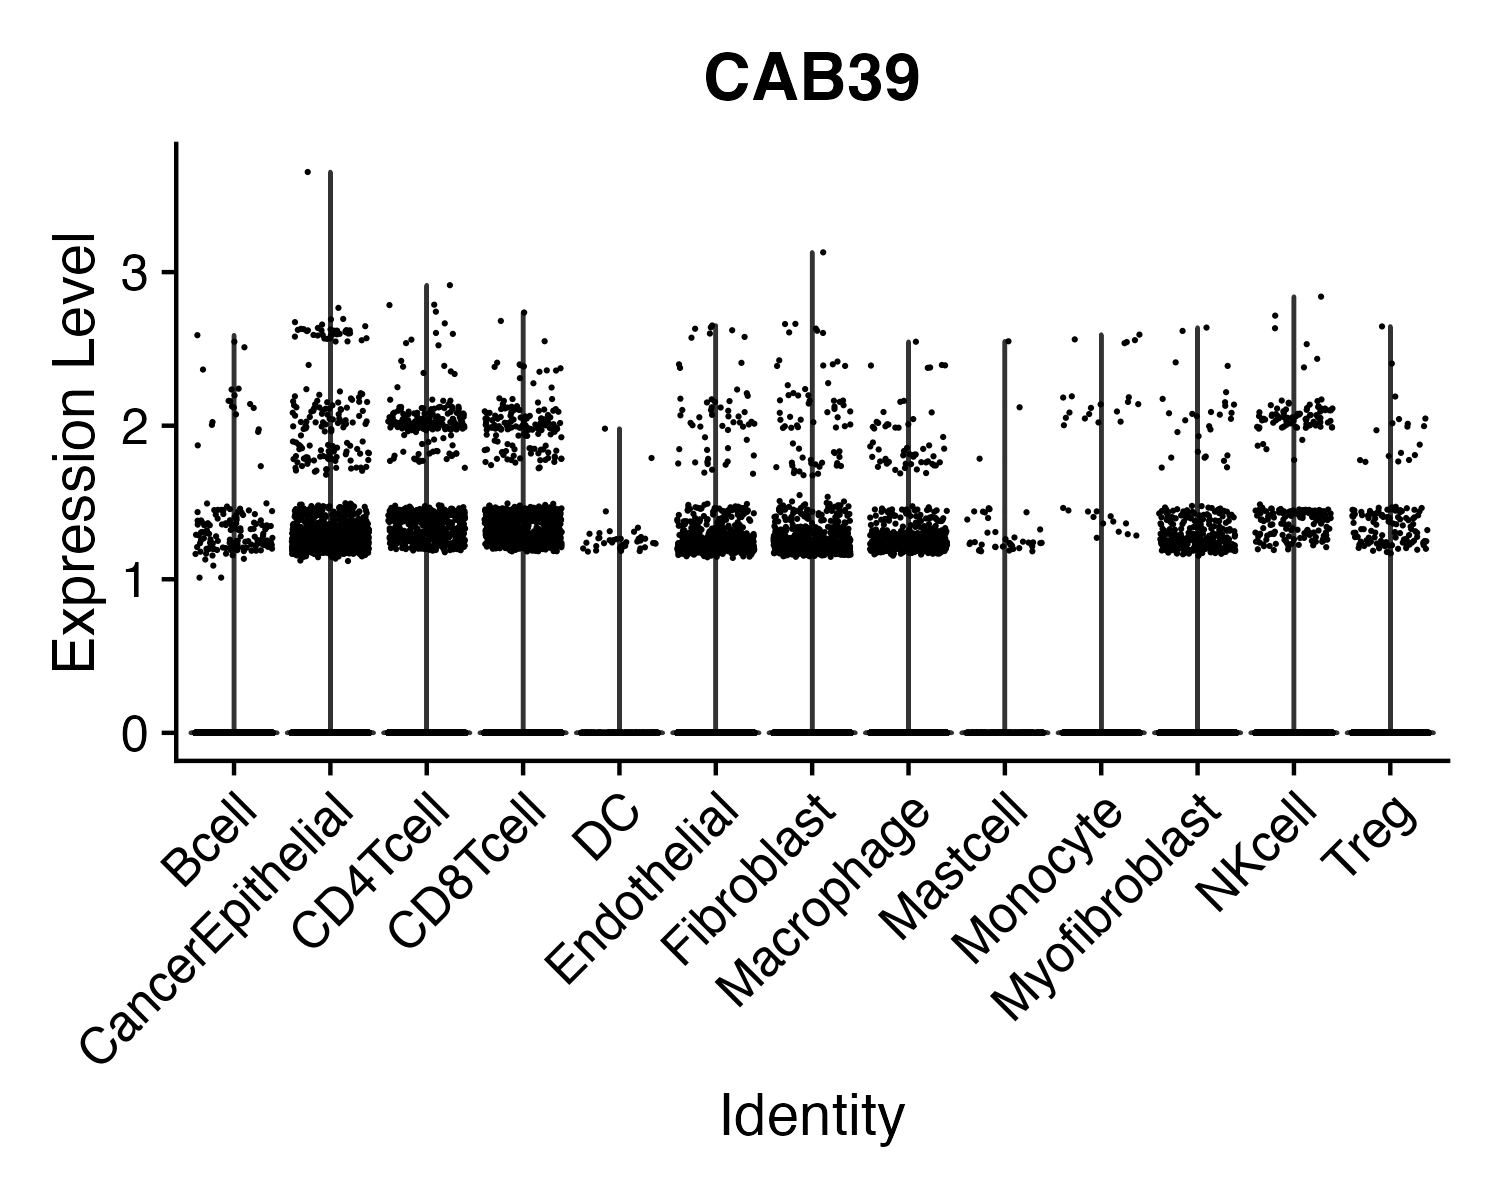 CAB39
Expression Level
3
2
1
0
Bcell
CancerEpithelial
CD4Tcell
CD8Tcell
DC
Endothelial
Fibroblast
Macrophage
Mastcell
Monocyte
Myofibroblast
NKcell
Treg
Identity